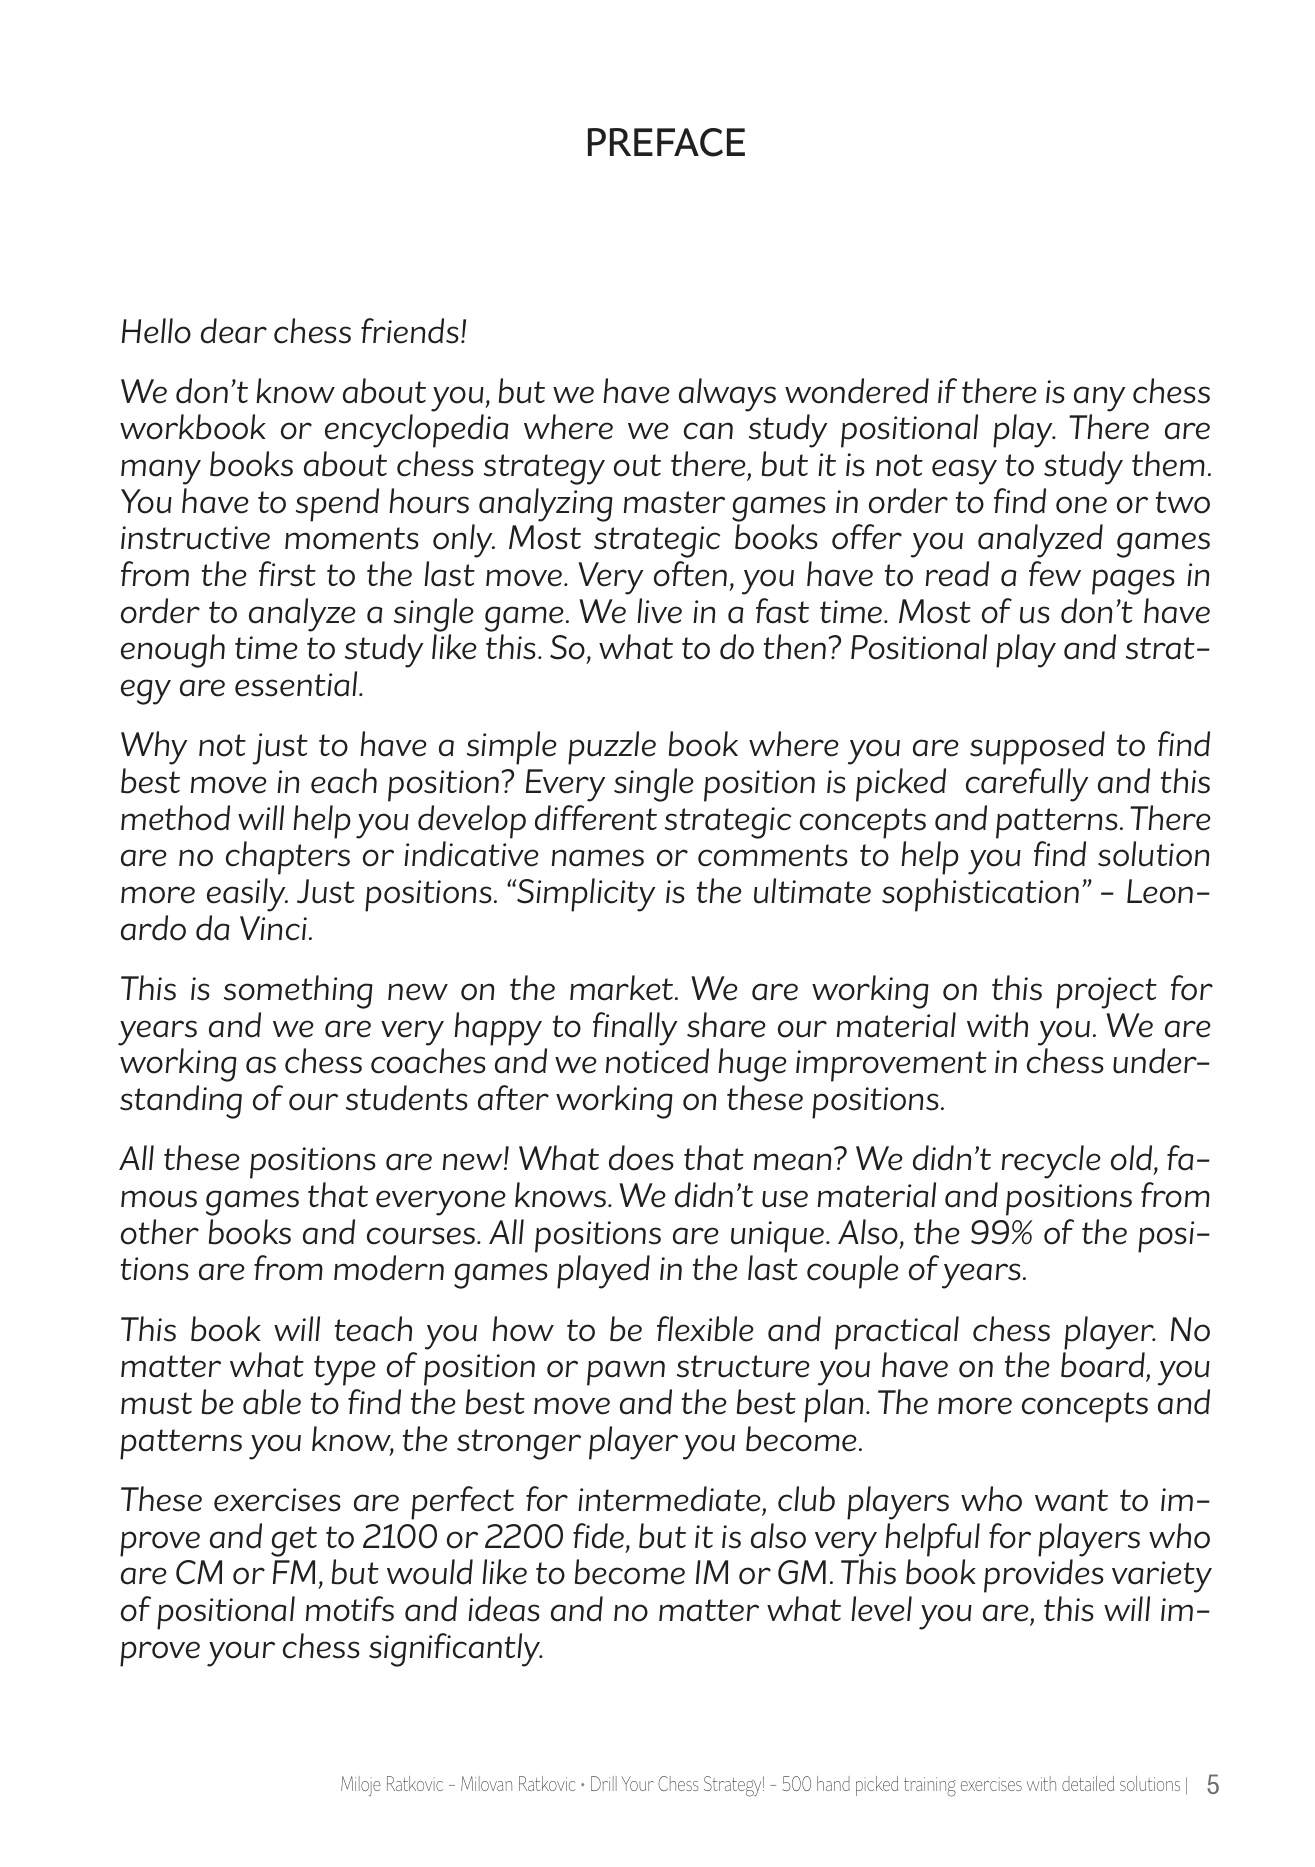 PREFACE
Hello dear chess friends!
We don't know about you, but we have always wondered if there is any chess
workbook or encyclopedia where we can study positional play. There are
many books about chess strategy out there, but it is not easy to study them.
You have to spend hours analyzing master games in order to find one or two
instructive moments only. Most strategic books offer you analyzed games
from the first to the last move. Very often, you have to read a few pages in
order to analyze a single game. We live in a fast time. Most of us don't have
enough time to study like this. So, what to do then? Positional play and strat-
egy are essential.
Why not just to have a simple puzzle book where you are supposed to find
best move in each position? Every single position is picked  carefully and this
method will help you develop different strategic concepts and patterns. There
are no chapters or indicative names or comments to help you find solution
more easily. Just positions. “Simplicity is the ultimate sophistication” – Leon-
ardo da Vinci.
This is something new on the market. We are working on this project for
years and we are very happy to finally share our material with you. We are
working as chess coaches and we noticed huge improvement in chess under-
standing of our students after working on these positions.
All these positions are new! What does that mean? We didn't recycle old, fa-
mous games that everyone knows. We didn't use material and positions from
other books and courses. All positions are unique. Also, the 99% of the posi-
tions are from modern games played in the last couple of years.
This book will teach you how to be flexible and practical chess player. No
matter what type of position or pawn structure you have on the board, you
must be able to find the best move and the best plan. The more concepts and
patterns you know, the stronger player you become.
These exercises are perfect for intermediate, club players who want to im-
prove and get to 2100 or 2200 fide, but it is also very helpful for players who
are CM or FM, but would like to become IM or GM. This book provides variety
of positional motifs and ideas and no matter what level you are, this will im-
prove your chess significantly.
Miloje Ratkovic – Milovan Ratkovic • Drill Your Chess Strategy! – 500 hand picked training exercises with detailed solutions | 5